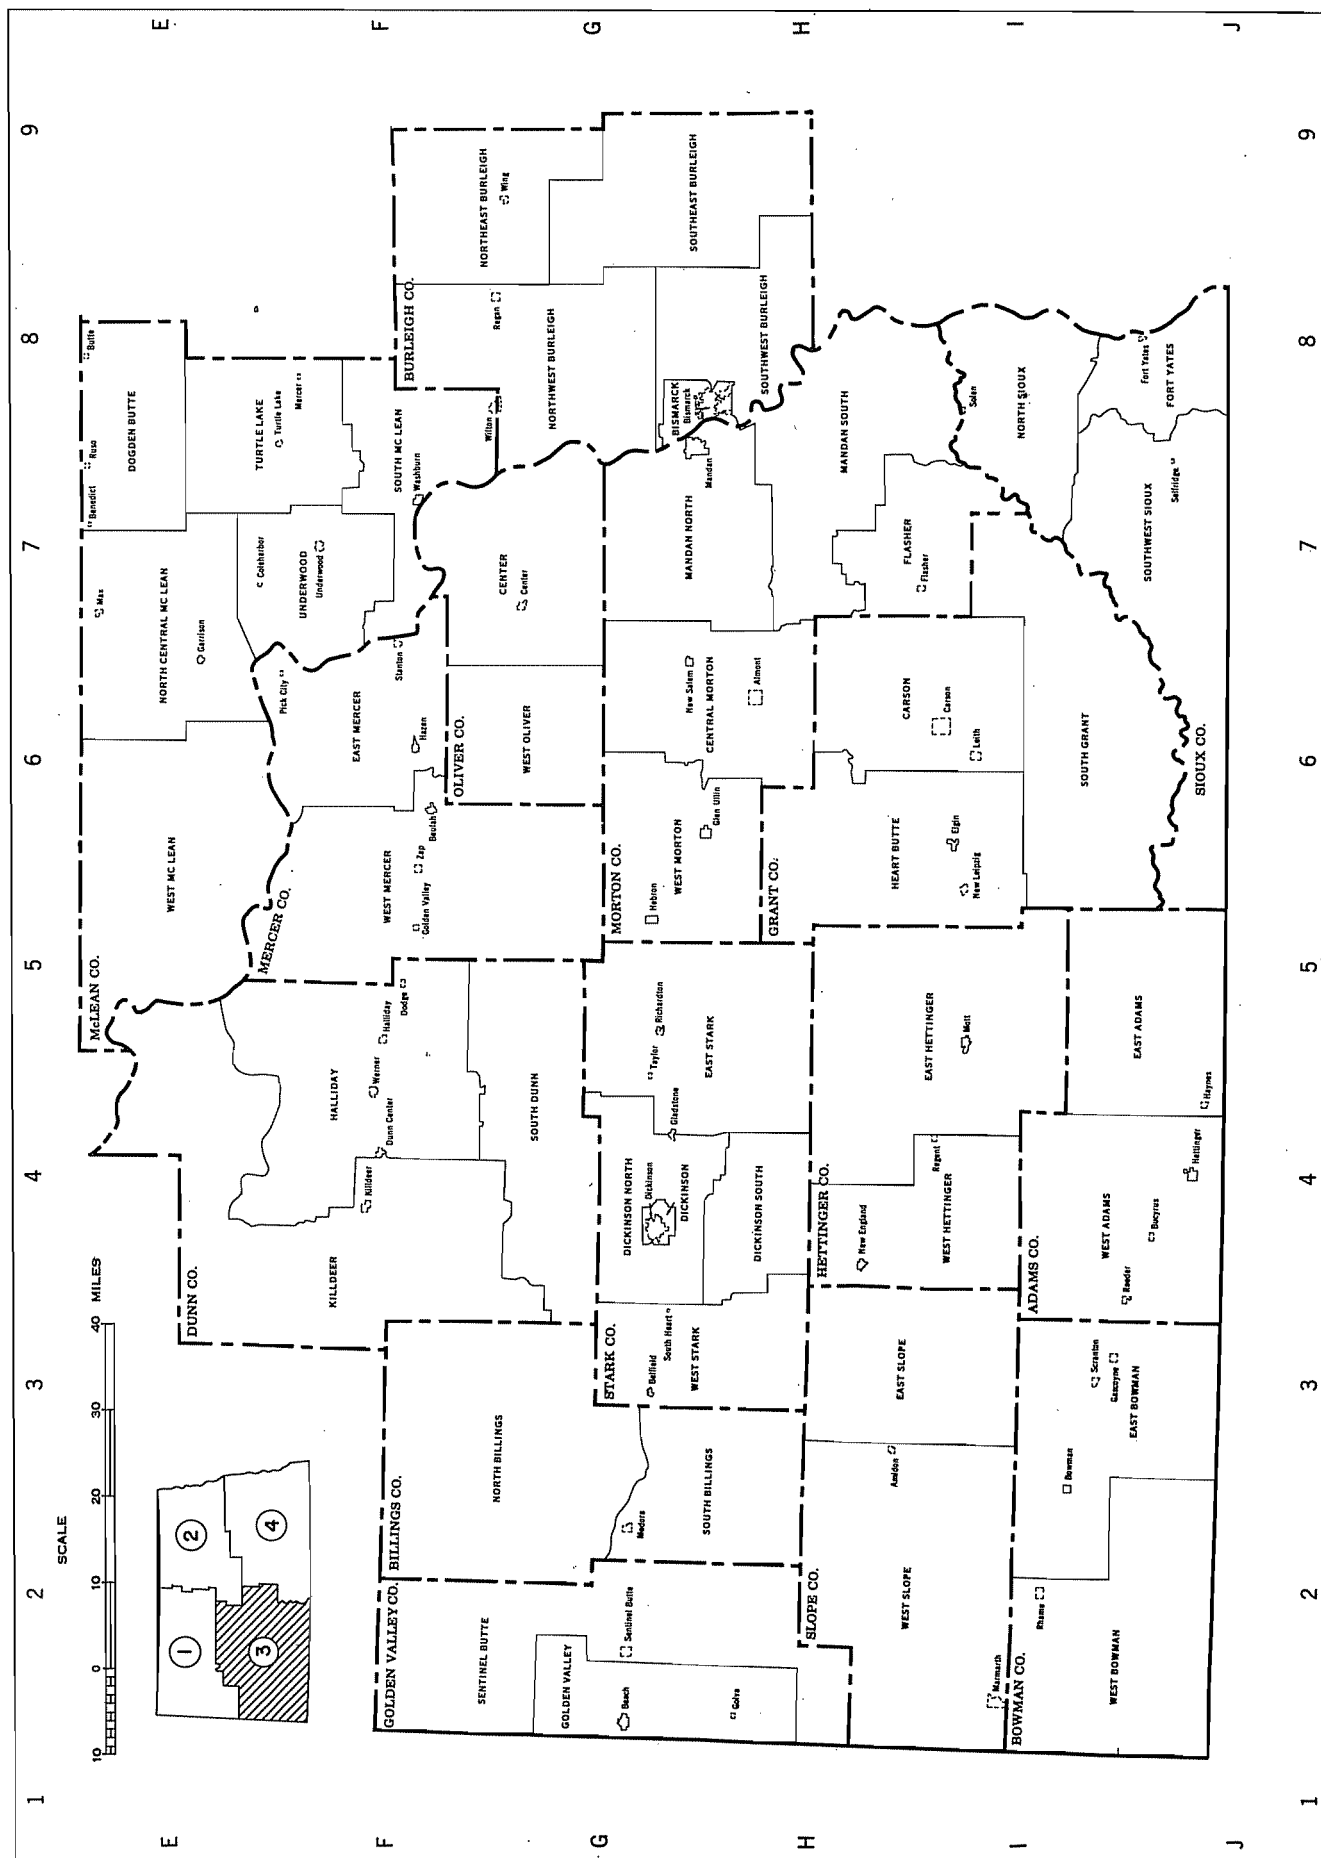 E
F
G
H
I
J
1
2
3
4
5
6
7
8
9
SCALE
10
0
10
20
30
40
MILES
1
2
3
4
McLEAN CO.
WEST MC LEAN
NORTH CENTRAL MC LEAN
Max
Garrison
DOGDEN BUTTE
Benedict
Ruso
Butte
TURTLE LAKE
Turtle Lake
Mercer
UNDERWOOD
Coleharbor
Underwood
SOUTH MC LEAN
Washburn
Wilton
MERCER CO.
WEST MERCER
Golden Valley
Zap
Beulah
EAST MERCER
Pick City
Stanton
Hazen
OLIVER CO.
WEST OLIVER
CENTER
Center
BURLEIGH CO.
NORTHWEST BURLEIGH
Regan
NORTHEAST BURLEIGH
Wing
SOUTHEAST BURLEIGH
SOUTHWEST BURLEIGH
BISMARCK
Bismarck
DUNN CO.
KILLDEER
Killdeer
HALLIDAY
Dunn Center
Werner
Halliday
Dodge
SOUTH DUNN
GOLDEN VALLEY CO.
SENTINEL BUTTE
GOLDEN VALLEY
Sentinel Butte
Beach
Golva
BILLINGS CO.
NORTH BILLINGS
Medora
SOUTH BILLINGS
STARK CO.
WEST STARK
Belfield
South Heart
DICKINSON NORTH
Dickinson
DICKINSON
DICKINSON SOUTH
Gladstone
Taylor
Richardton
EAST STARK
MORTON CO.
WEST MORTON
Hebron
Glen Ullin
CENTRAL MORTON
New Salem
Almont
MANDAN NORTH
Mandan
MANDAN SOUTH
FLASHER
Flasher
GRANT CO.
HEART BUTTE
New Leipzig
Elgin
CARSON
Carson
Leith
SOUTH GRANT
SLOPE CO.
WEST SLOPE
Marmarth
Amidon
EAST SLOPE
HETTINGER CO.
New England
WEST HETTINGER
Regent
EAST HETTINGER
Mott
BOWMAN CO.
WEST BOWMAN
Rhame
Bowman
EAST BOWMAN
Scranton
Gascoyne
ADAMS CO.
WEST ADAMS
Reeder
Bucyrus
Hettinger
EAST ADAMS
Haynes
SIOUX CO.
NORTH SIOUX
Solen
SOUTHWEST SIOUX
Selfridge
FORT YATES
Fort Yates
E
F
G
H
I
J
1
2
3
4
5
6
7
8
9